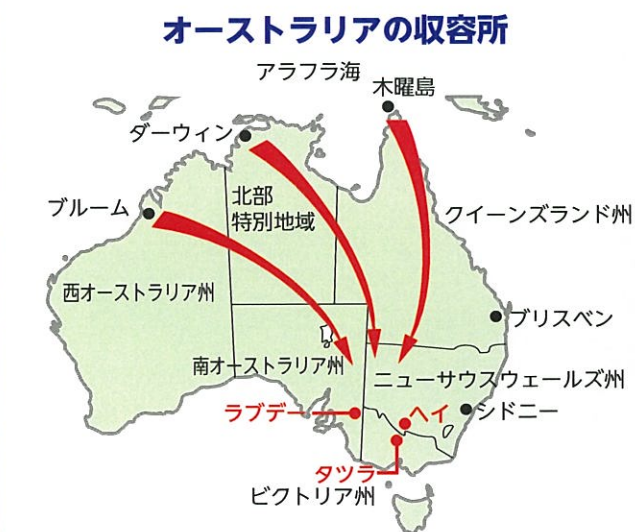 オーストラリアの収容所
アラフラ海
木曜島
ダーウィン
ブルーム
北部
特別地域
クイーンズランド州
西オーストラリア州
ブリスベン
南オーストラリア州
ニューサウスウェールズ州
ラブデー
ヘイ
シドニー
タツラ
ビクトリア州